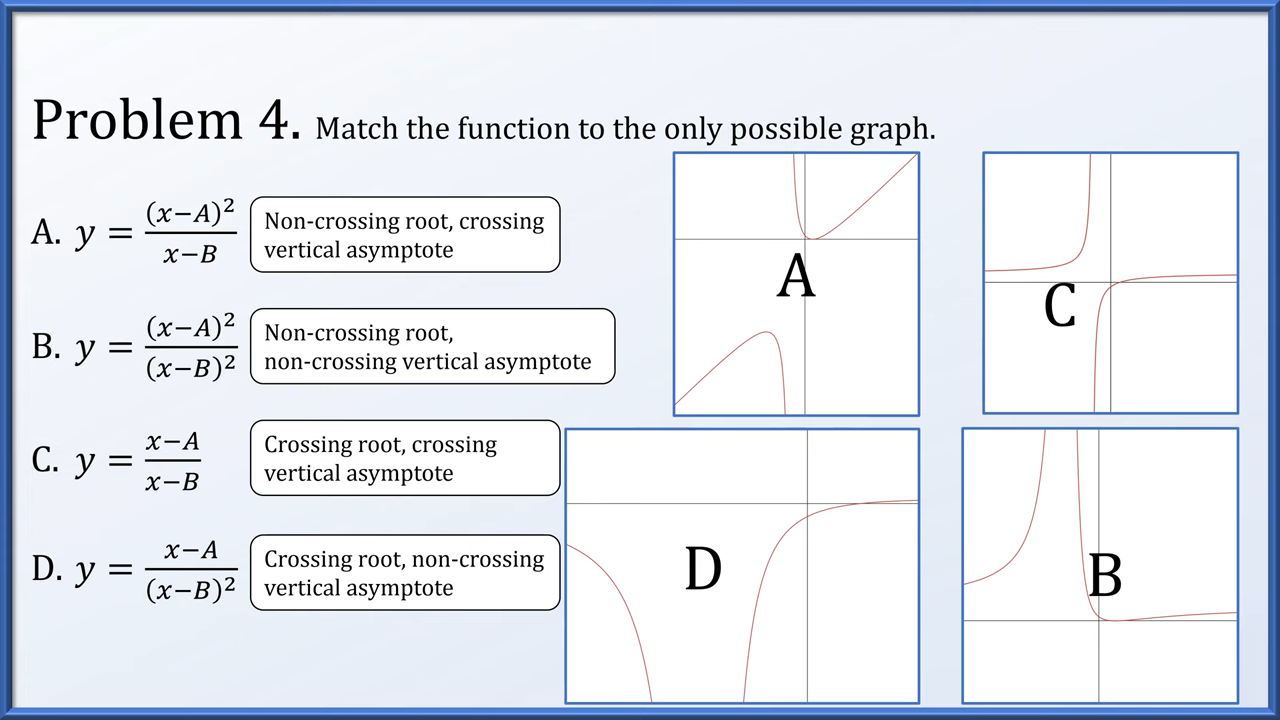 Problem 4. Match the function to the only possible graph.
A. y = (x−A)²/(x−B)
Non-crossing root, crossing
vertical asymptote
B. y = (x−A)²/(x−B)²
Non-crossing root,
non-crossing vertical asymptote
C. y = (x−A)/(x−B)
Crossing root, crossing
vertical asymptote
D. y = (x−A)/(x−B)²
Crossing root, non-crossing
vertical asymptote
A
C
D
B